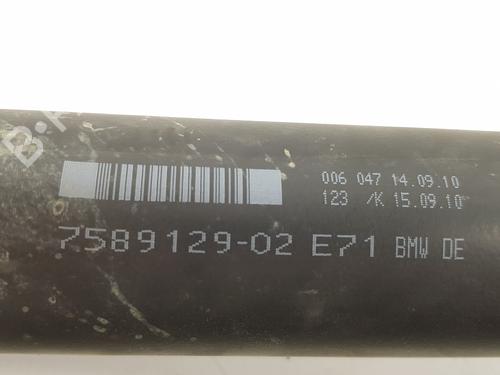 006 047 14.09.10
123 /K 15.09.10
7589129-02 E71 BMW DE